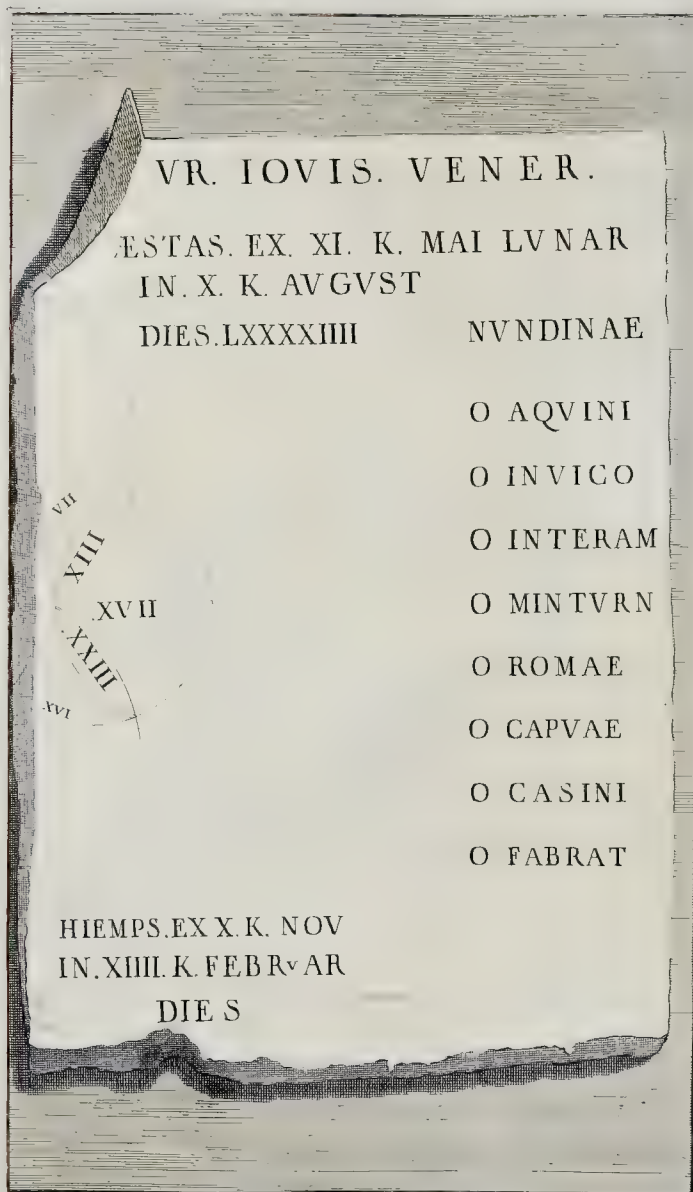 VR. IOVIS. VENER.
ÆSTAS. EX. XI. K. MAI LVNAR
IN. X. K. AVGVST
DIES. LXXXXIIII NVNDINAE
O AQVINI
O INVICO
VII
O INTERAM
XIIII
.XVII
O MINTVRN
.XXIII
O ROMAE
.XVI
O CAPVAE
O CASINI
O FABRAT
HIEMPS. EX X. K. NOV
IN. XIIII. K. FEBRVAR
DIES